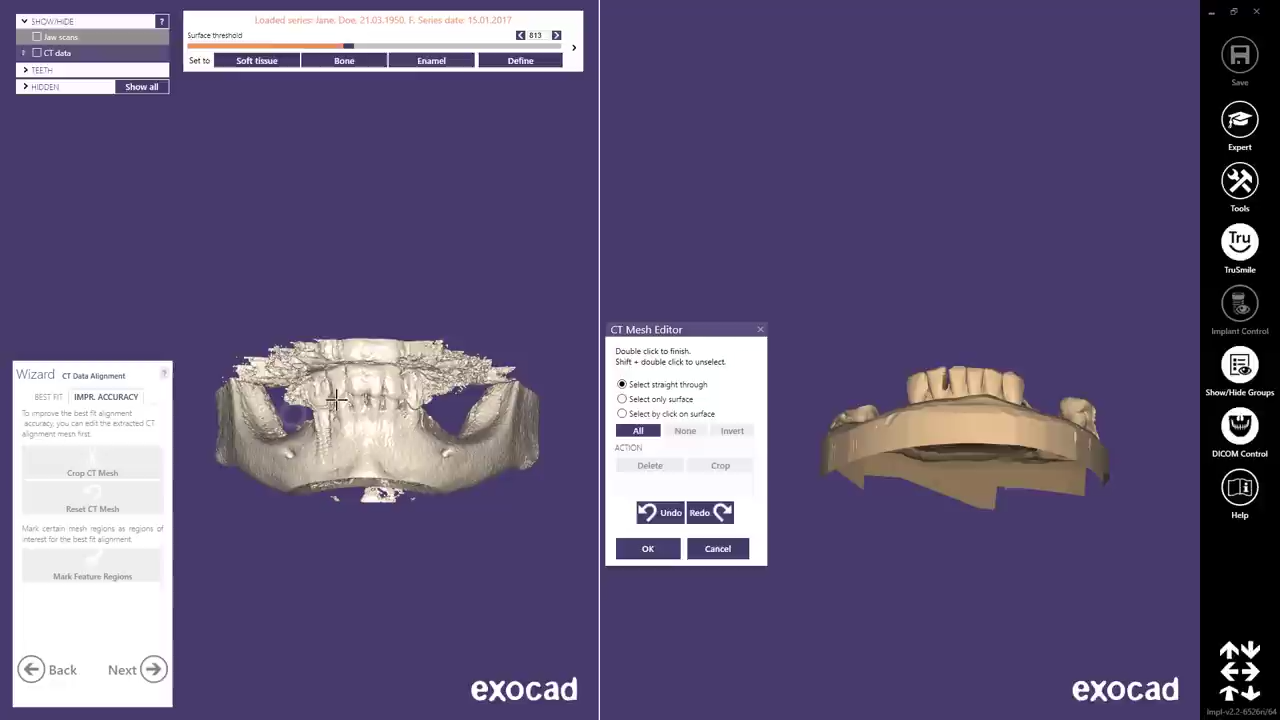 SHOW/HIDE
?
Jaw scans
CT data
TEETH
HIDDEN
Show all
Loaded series: Jane, Doe, 21.03.1950, F, Series date: 15.01.2017
Surface threshold
813
Set to
Soft tissue
Bone
Enamel
Define
Wizard CT Data Alignment
?
BEST FIT
IMPR. ACCURACY
To improve the best fit alignment
accuracy, you can edit the extracted CT
alignment mesh first.
Crop CT Mesh
Reset CT Mesh
Mark certain mesh regions as regions of
interest for the best fit alignment.
Mark Feature Regions
Back
Next
exocad
CT Mesh Editor
Double click to finish.
Shift + double click to unselect.
Select straight through
Select only surface
Select by click on surface
All
None
Invert
ACTION
Delete
Crop
Undo
Redo
OK
Cancel
exocad
Save
Expert
Tools
Tru
TruSmile
Implant Control
Show/Hide Groups
DICOM Control
Help
Impl-v2.2-6526ri/64